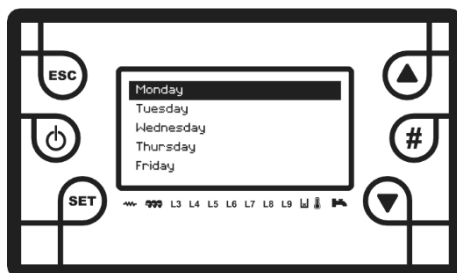 ESC
Monday
Tuesday
Wednesday
Thursday
Friday
#
SET
L3 L4 L5 L6 L7 L8 L9